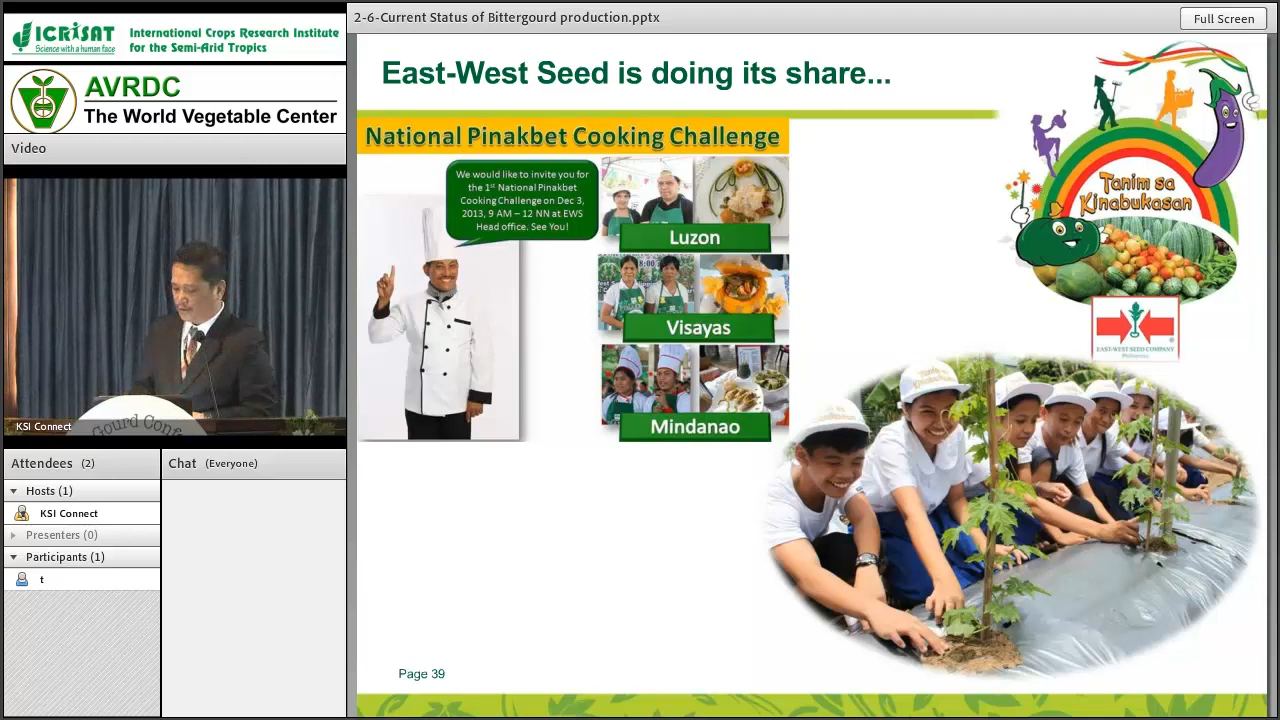 ICRISAT
Science with a human face
International Crops Research Institute
for the Semi-Arid Tropics
AVRDC
The World Vegetable Center
Video
KSI Connect
Gourd Conf
Attendees (2)
Hosts (1)
KSI Connect
Presenters (0)
Participants (1)
t
Chat (Everyone)
2-6-Current Status of Bittergourd production.pptx
Full Screen
East-West Seed is doing its share...
National Pinakbet Cooking Challenge
We would like to invite you for
the 1st National Pinakbet
Cooking Challenge on Dec 3,
2013, 9 AM – 12 NN at EWS
Head office. See You!
Luzon
Visayas
Mindanao
Tanim sa
Kinabukasan
EAST-WEST SEED COMPANY
Philippines
Page 39